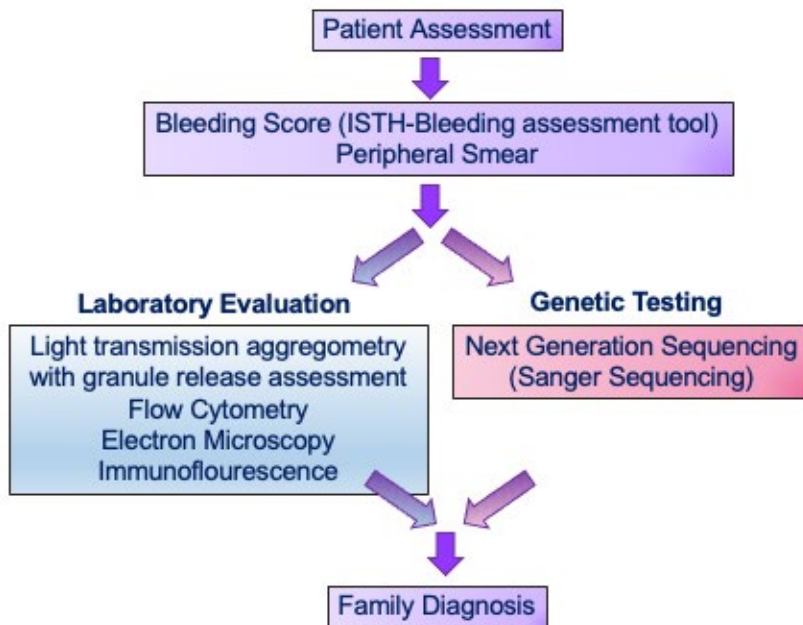 Patient Assessment
Bleeding Score (ISTH-Bleeding assessment tool)
Peripheral Smear
Laboratory Evaluation
Light transmission aggregometry
with granule release assessment
Flow Cytometry
Electron Microscopy
Immunoflourescence
Genetic Testing
Next Generation Sequencing
(Sanger Sequencing)
Family Diagnosis